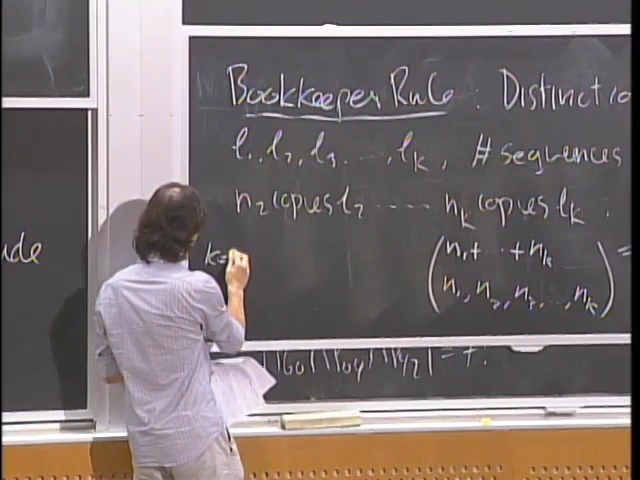 Bookkeeper Rule : Distinctio
l₁, l₂, l₃, ..., lₖ, # sequences
n₂ copies l₂ ---- nₖ copies lₖ .
ude
k=
(n₁ + ·· + nₖ
n₁, n₂, n₃, .., nₖ) =